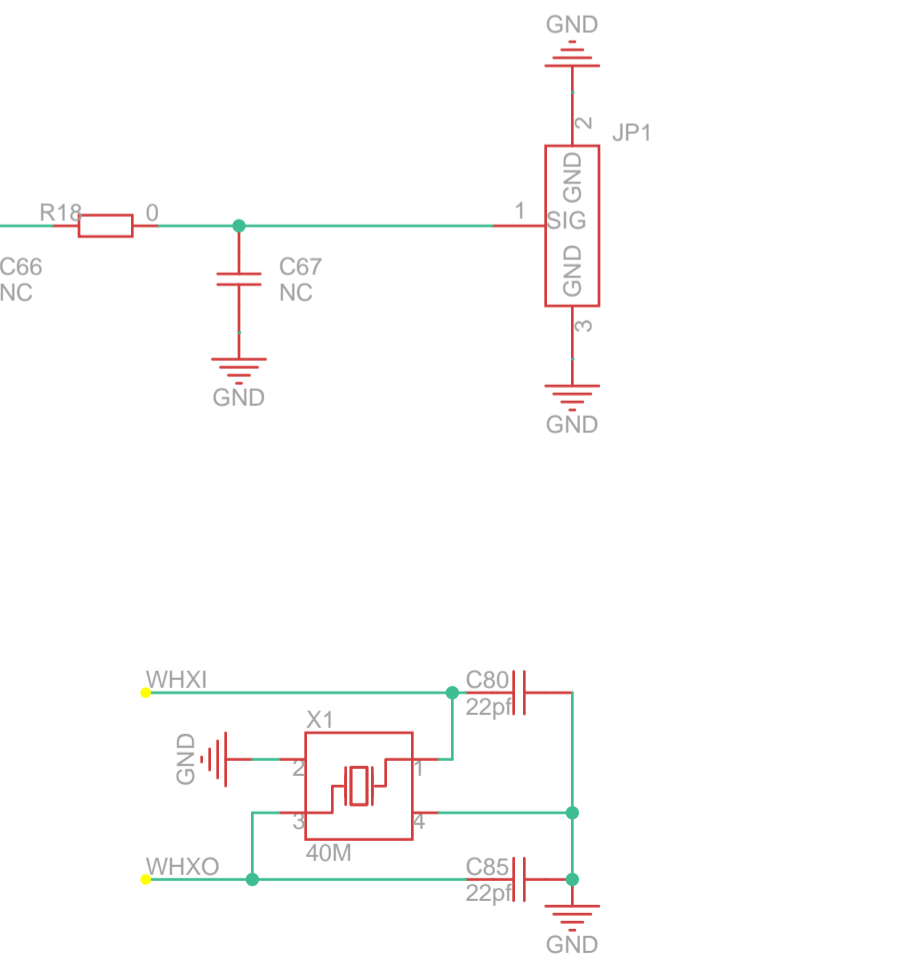 GND
2
JP1
GND
R18
0
1
SIG
C66
NC
C67
NC
GND
3
GND
GND
WHXI
C80
22pf
X1
GND
2
1
3
4
40M
WHXO
C85
22pf
GND